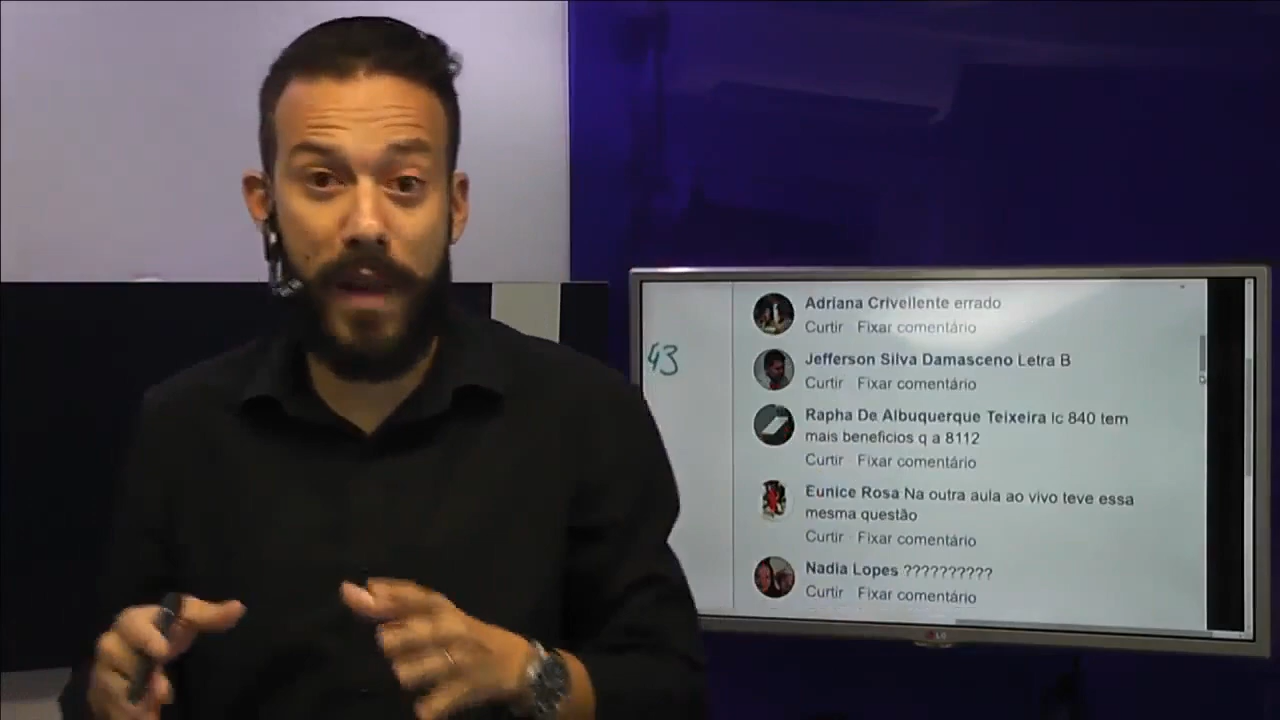 Adriana Crivellente errado
Curtir · Fixar comentário
43
Jefferson Silva Damasceno Letra B
Curtir · Fixar comentário
Rapha De Albuquerque Teixeira lc 840 tem
mais beneficios q a 8112
Curtir · Fixar comentário
Eunice Rosa Na outra aula ao vivo teve essa
mesma questão
Curtir · Fixar comentário
Nadia Lopes ??????????
Curtir · Fixar comentário
LG